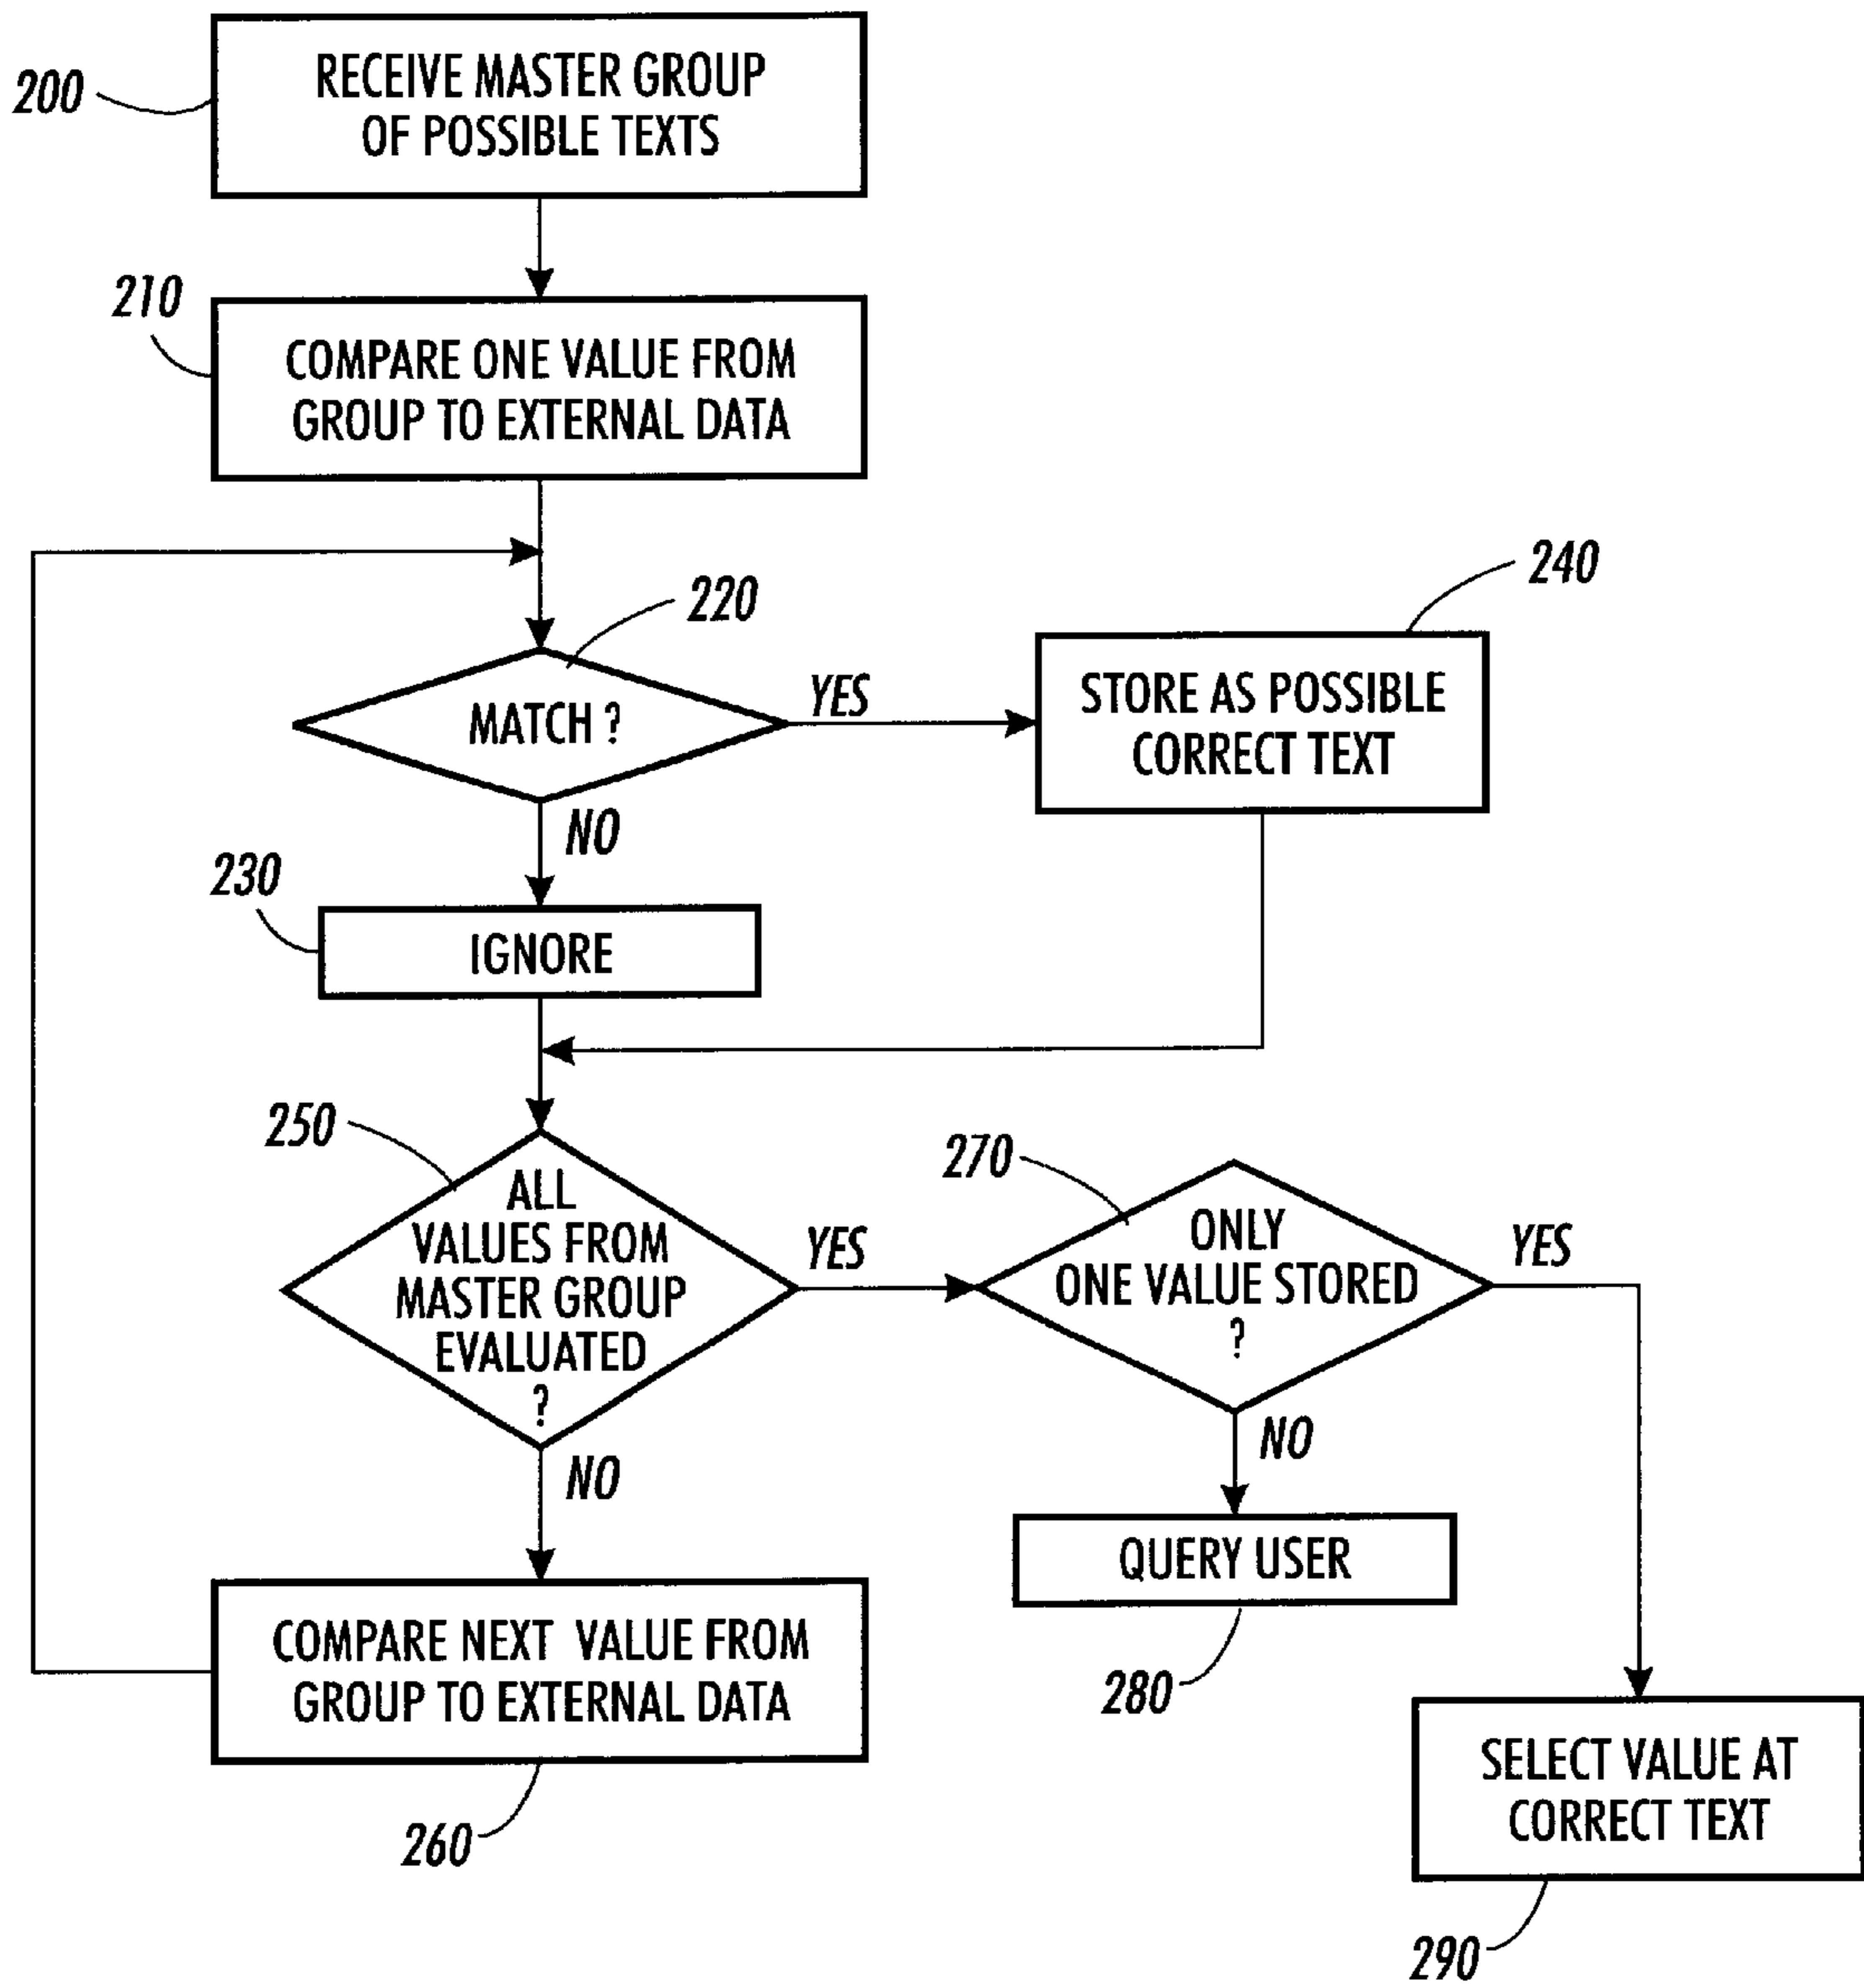 200
RECEIVE MASTER GROUP
OF POSSIBLE TEXTS
210
COMPARE ONE VALUE FROM
GROUP TO EXTERNAL DATA
220
MATCH ?
YES
240
STORE AS POSSIBLE
CORRECT TEXT
NO
230
IGNORE
250
ALL
VALUES FROM
MASTER GROUP
EVALUATED
?
YES
270
ONLY
ONE VALUE STORED
?
YES
NO
NO
QUERY USER
280
COMPARE NEXT VALUE FROM
GROUP TO EXTERNAL DATA
260
SELECT VALUE AT
CORRECT TEXT
290